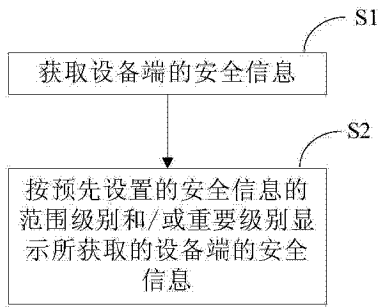 S1
获取设备端的安全信息
S2
按预先设置的安全信息的
范围级别和/或重要级别显
示所获取的设备端的安全
信息